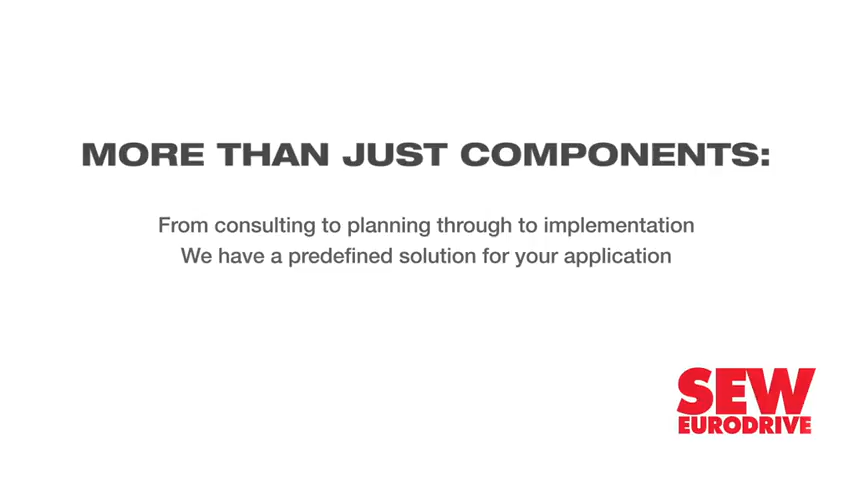 MORE THAN JUST COMPONENTS:
From consulting to planning through to implementation
We have a predefined solution for your application
SEW
EURODRIVE